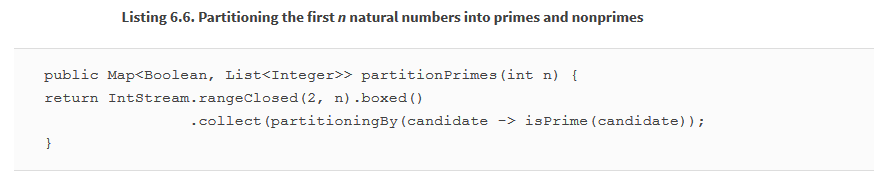 Listing 6.6. Partitioning the first n natural numbers into primes and nonprimes
public Map<Boolean, List<Integer>> partitionPrimes(int n) {
return IntStream.rangeClosed(2, n).boxed()
.collect(partitioningBy(candidate -> isPrime(candidate));
}